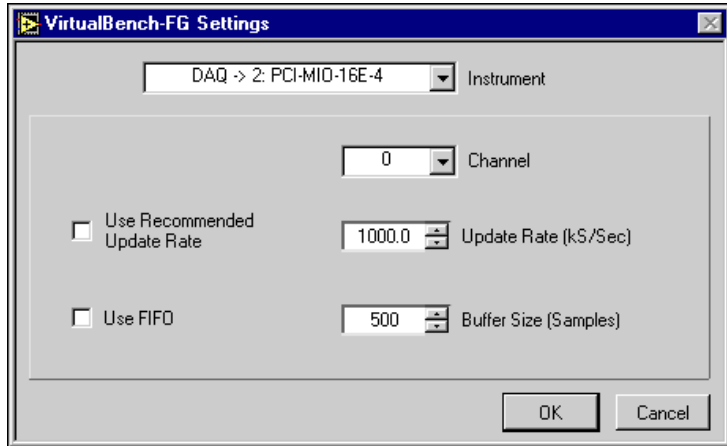 VirtualBench-FG Settings
DAQ -> 2: PCI-MIO-16E-4 Instrument
0 Channel
Use Recommended
Update Rate
1000.0 Update Rate (kS/Sec)
Use FIFO
500 Buffer Size (Samples)
OK Cancel